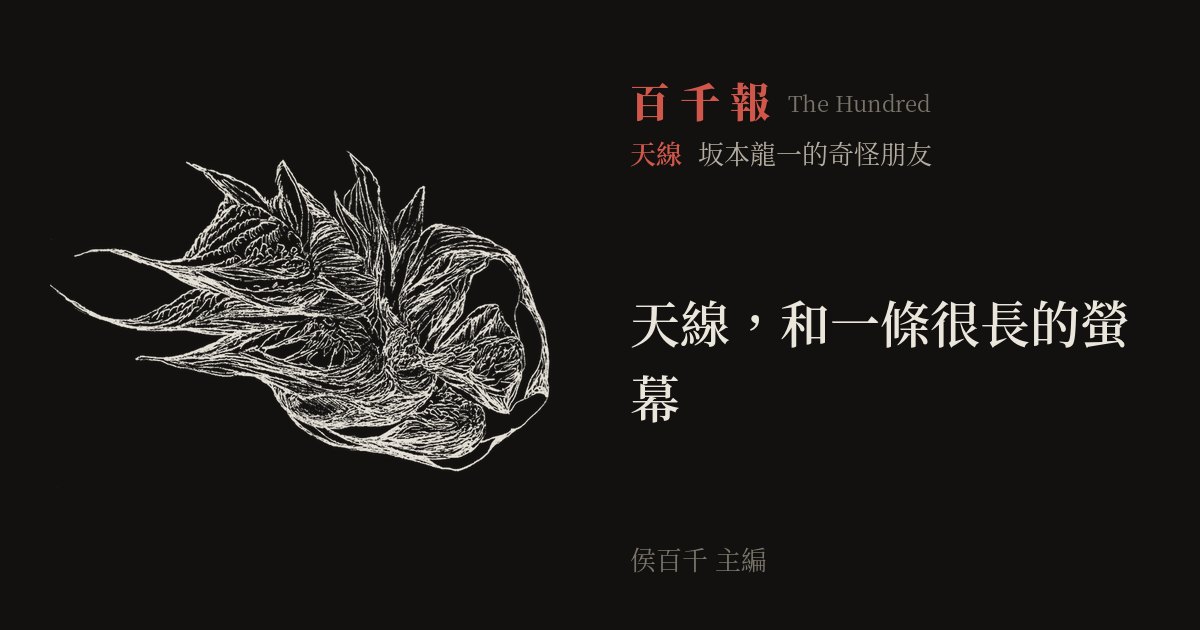 百千報 The Hundred
天線 坂本龍一的奇怪朋友
天線，和一條很長的螢
幕
侯百千 主編